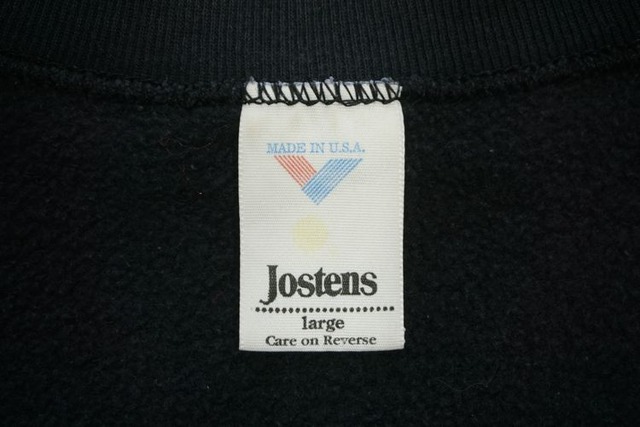 MADE IN U.S.A.
Jostens
large
Care on Reverse